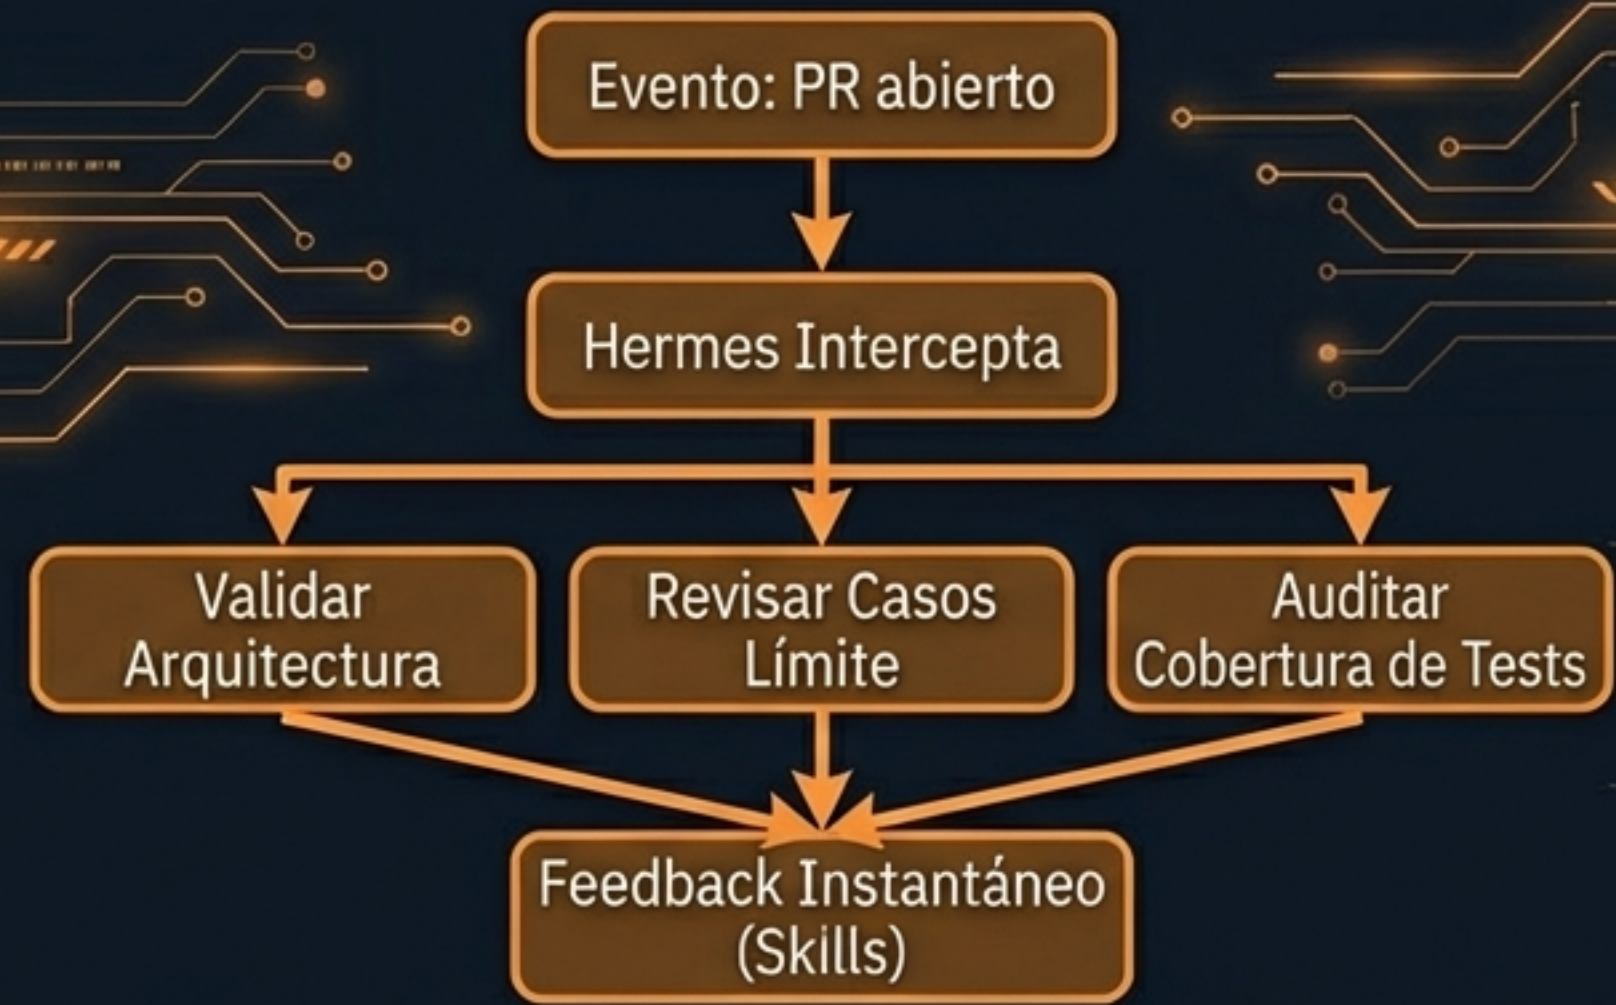 Evento: PR abierto
Hermes Intercepta
Validar
Arquitectura
Revisar Casos
Límite
Auditar
Cobertura de Tests
Feedback Instantáneo
(Skills)